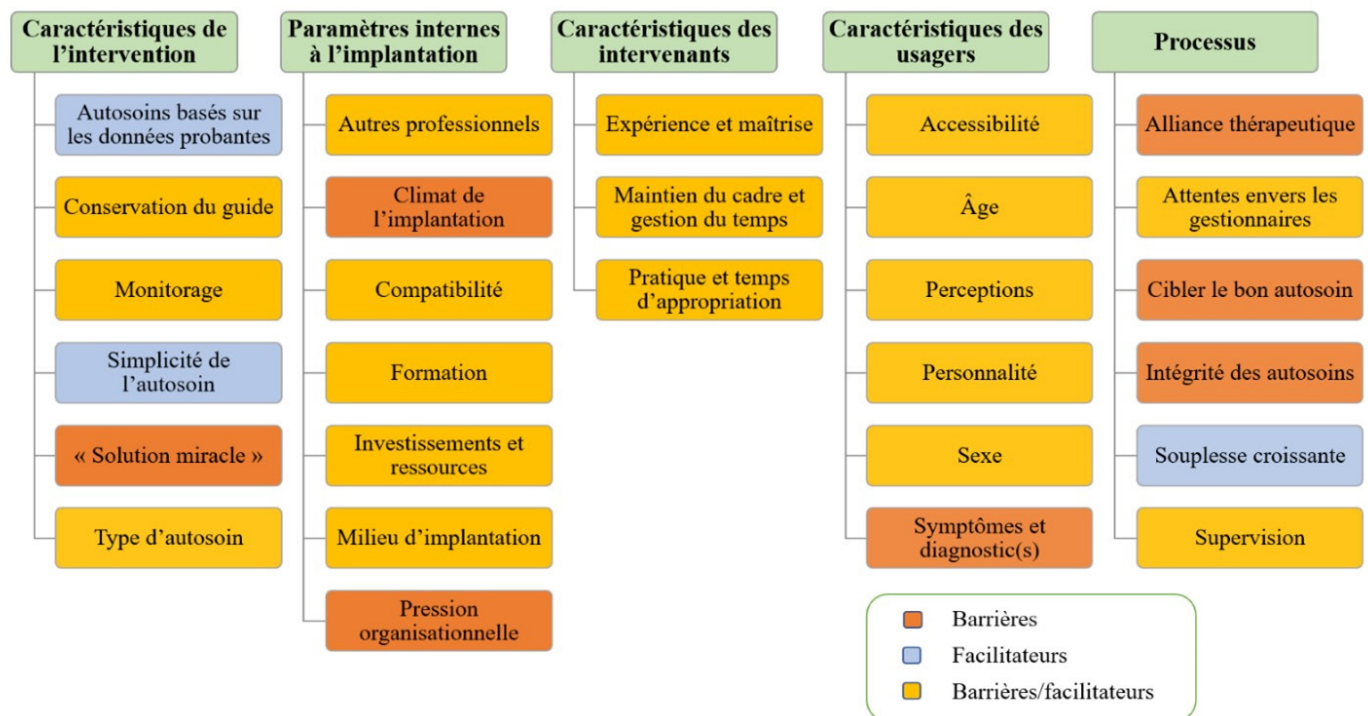 Caractéristiques de
l’intervention
Autosoins basés sur
les données probantes
Conservation du guide
Monitorage
Simplicité de
l’autosoin
« Solution miracle »
Type d’autosoin
Paramètres internes
à l’implantation
Autres professionnels
Climat de
l’implantation
Compatibilité
Formation
Investissements et
ressources
Milieu d’implantation
Pression
organisationnelle
Caractéristiques des
intervenants
Expérience et maîtrise
Maintien du cadre et
gestion du temps
Pratique et temps
d’appropriation
Caractéristiques des
usagers
Accessibilité
Âge
Perceptions
Personnalité
Sexe
Symptômes et
diagnostic(s)
Processus
Alliance thérapeutique
Attentes envers les
gestionnaires
Cibler le bon autosoin
Intégrité des autosoins
Souplesse croissante
Supervision
Barrières
Facilitateurs
Barrières/facilitateurs